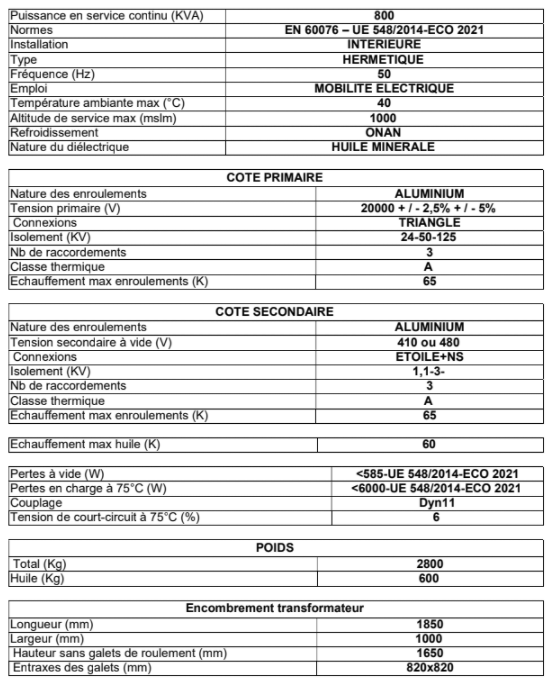 Puissance en service continu (KVA) 800
Normes EN 60076 – UE 548/2014-ECO 2021
Installation INTERIEURE
Type HERMETIQUE
Fréquence (Hz) 50
Emploi MOBILITE ELECTRIQUE
Température ambiante max (°C) 40
Altitude de service max (mslm) 1000
Refroidissement ONAN
Nature du diélectrique HUILE MINERALE
COTE PRIMAIRE
Nature des enroulements ALUMINIUM
Tension primaire (V) 20000 + / - 2,5% + / - 5%
Connexions TRIANGLE
Isolement (KV) 24-50-125
Nb de raccordements 3
Classe thermique A
Echauffement max enroulements (K) 65
COTE SECONDAIRE
Nature des enroulements ALUMINIUM
Tension secondaire à vide (V) 410 ou 480
Connexions ETOILE+NS
Isolement (KV) 1,1-3-
Nb de raccordements 3
Classe thermique A
Echauffement max enroulements (K) 65
Echauffement max huile (K) 60
Pertes à vide (W) <585-UE 548/2014-ECO 2021
Pertes en charge à 75°C (W) <6000-UE 548/2014-ECO 2021
Couplage Dyn11
Tension de court-circuit à 75°C (%) 6
POIDS
Total (Kg) 2800
Huile (Kg) 600
Encombrement transformateur
Longueur (mm) 1850
Largeur (mm) 1000
Hauteur sans galets de roulement (mm) 1650
Entraxes des galets (mm) 820x820